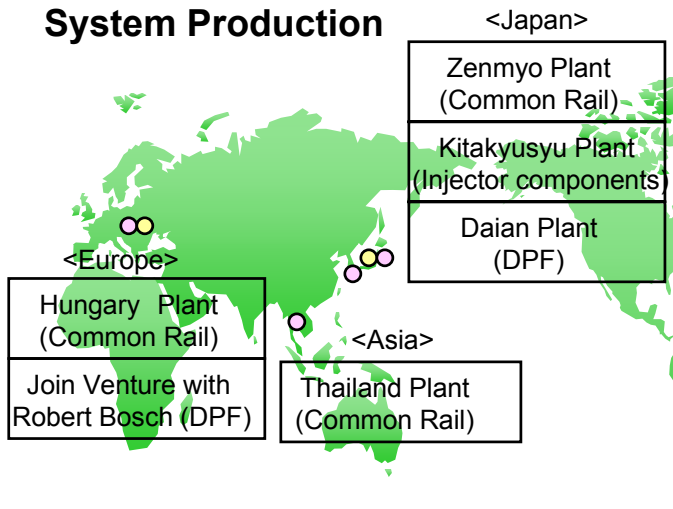 System Production
<Japan>
Zenmyo Plant
(Common Rail)
Kitakyusyu Plant
(Injector components)
Daian Plant
(DPF)
<Europe>
Hungary Plant
(Common Rail)
Join Venture with
Robert Bosch (DPF)
<Asia>
Thailand Plant
(Common Rail)